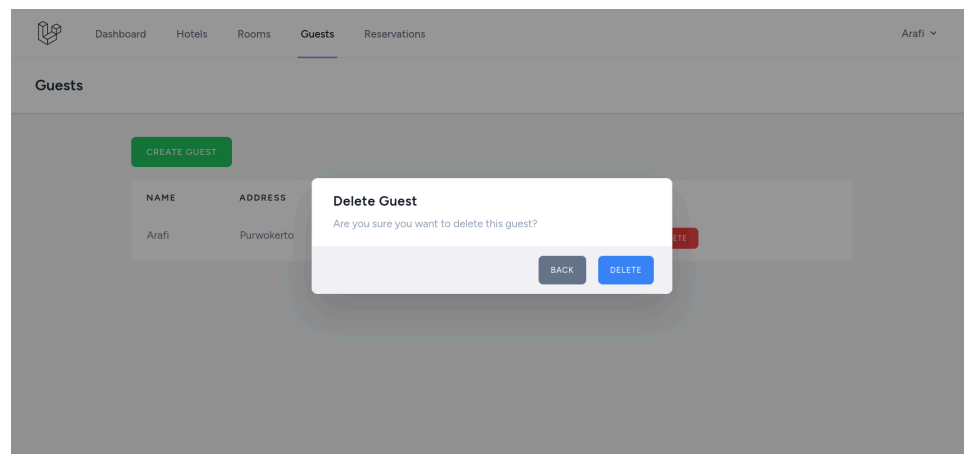 Dashboard Hotels Rooms Guests Reservations Arafi
Guests
CREATE GUEST
NAME ADDRESS
Arafi Purwokerto
Delete Guest
Are you sure you want to delete this guest?
BACK DELETE